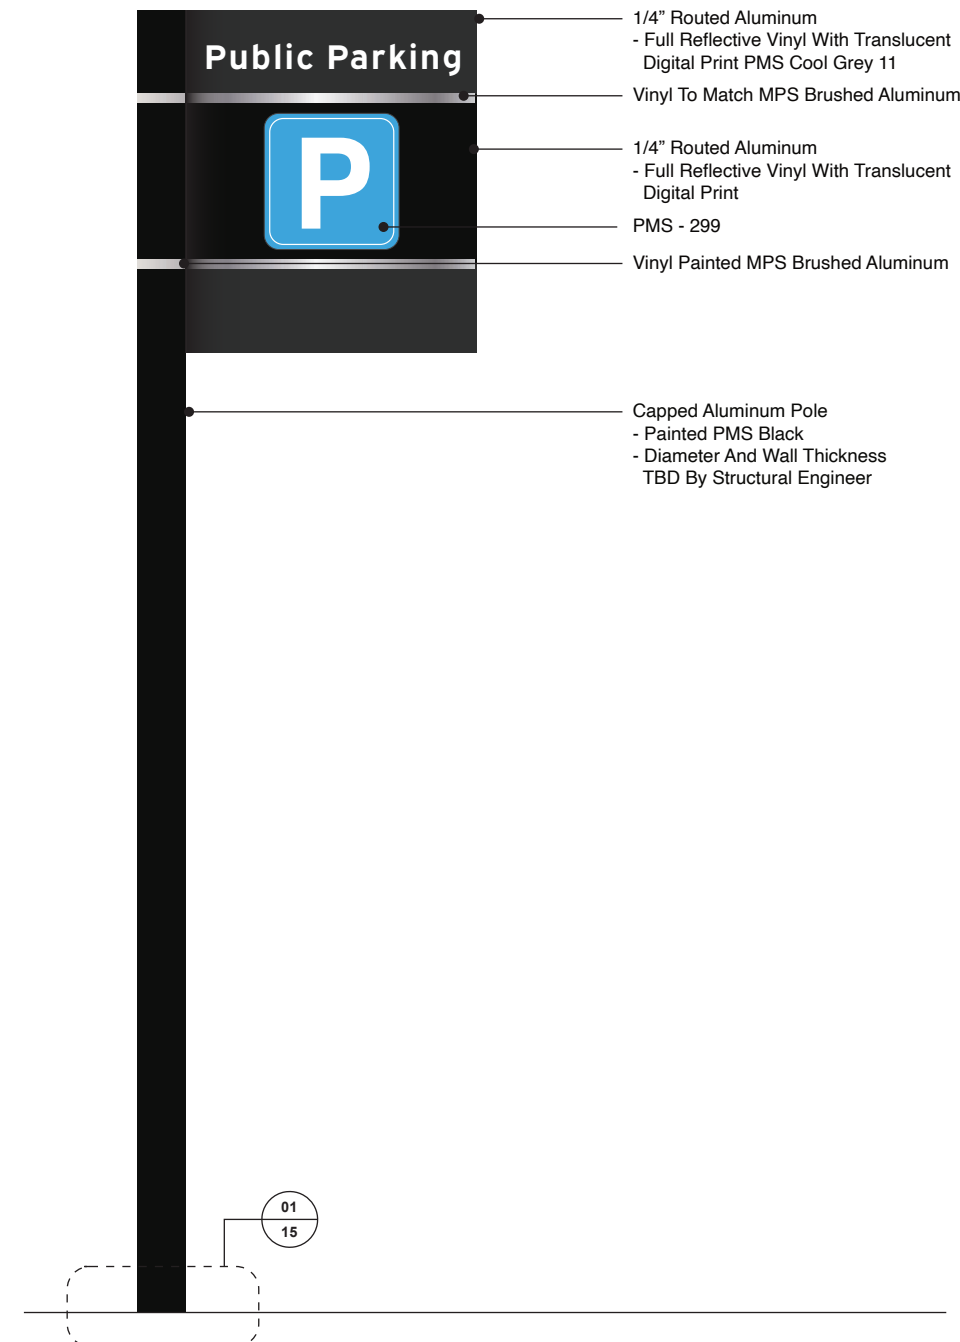 Public Parking
P
1/4” Routed Aluminum
- Full Reflective Vinyl With Translucent
Digital Print PMS Cool Grey 11
Vinyl To Match MPS Brushed Aluminum
1/4” Routed Aluminum
- Full Reflective Vinyl With Translucent
Digital Print
PMS - 299
Vinyl Painted MPS Brushed Aluminum
Capped Aluminum Pole
- Painted PMS Black
- Diameter And Wall Thickness
TBD By Structural Engineer
01
15